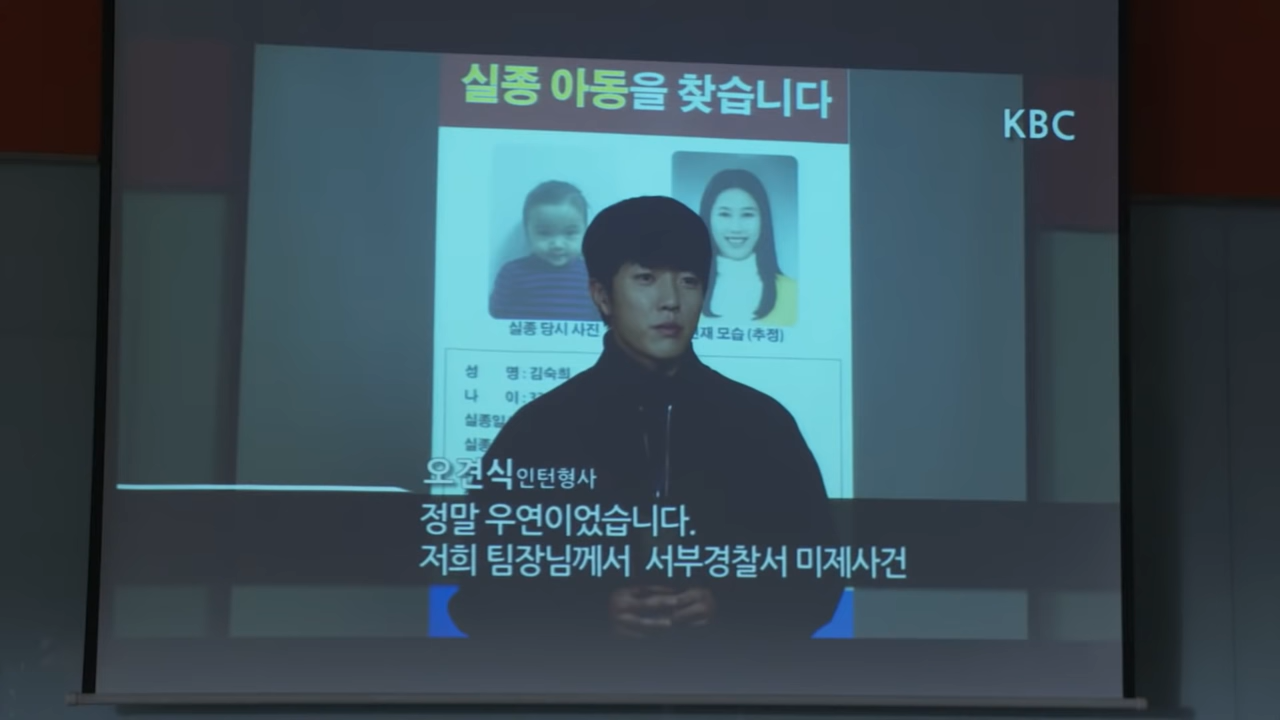 실종 아동을 찾습니다
KBC
실종 당시 사진
모습 (추정)
성 명 : 김숙희
나 이 :
오견식 인턴형사
정말 우연이었습니다.
저희 팀장님께서 서부경찰서 미제사건